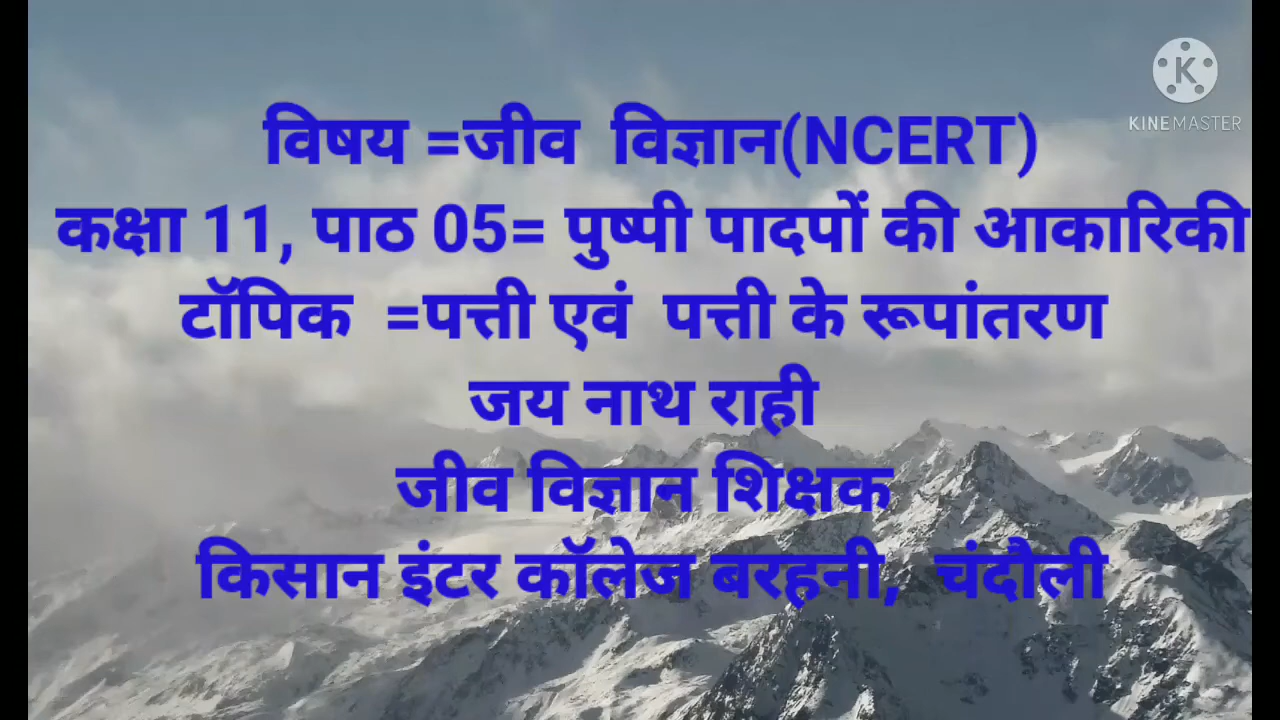 K
KINEMASTER
विषय =जीव  विज्ञान(NCERT)
कक्षा 11, पाठ 05= पुष्पी पादपों की आकारिकी
टॉपिक  =पत्ती एवं  पत्ती के रूपांतरण
जय नाथ राही
जीव विज्ञान शिक्षक
किसान इंटर कॉलेज बरहनी,  चंदौली